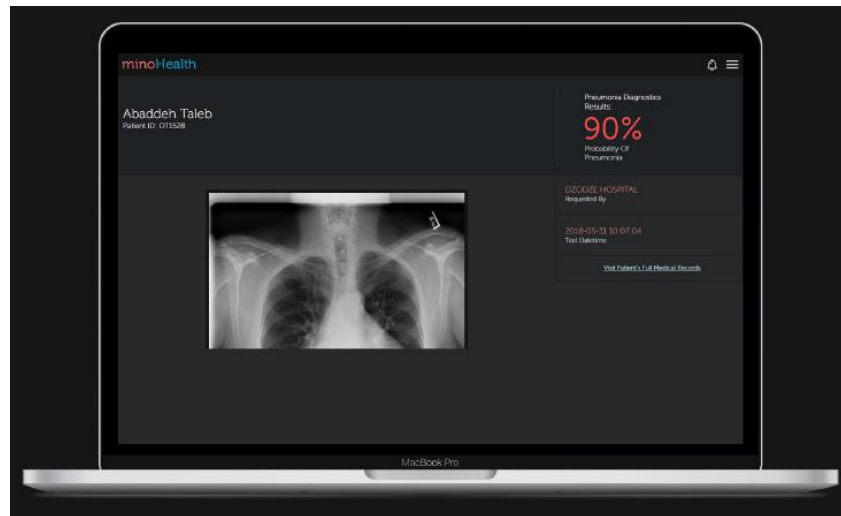 minoHealth
Abaddeh Taleb
Patient ID: DT1528
Pneumonia Diagnostics
Results:
90%
Probability Of
Pneumonia
DZODZE HOSPITAL
Requested By
2018-05-31 10:07:04
Test Datetime
Visit Patient's Full Medical Records
MacBook Pro